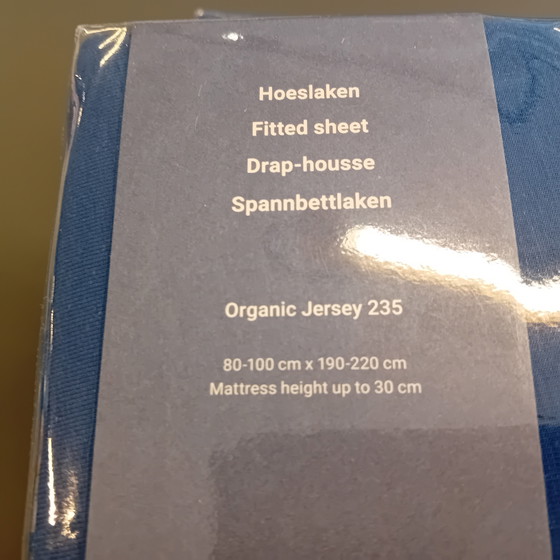 Hoeslaken
Fitted sheet
Drap-housse
Spannbettlaken
Organic Jersey 235
80-100 cm x 190-220 cm
Mattress height up to 30 cm